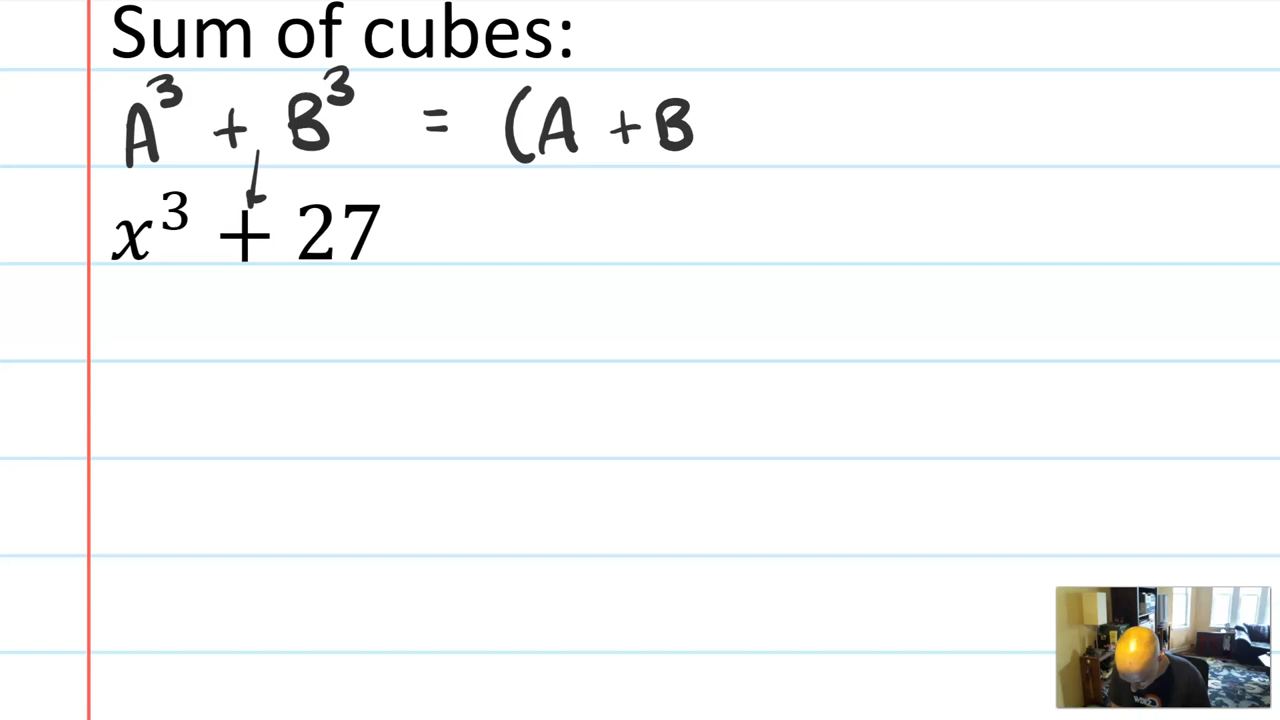 Sum of cubes:
A³ + B³ = (A + B
x³ + 27